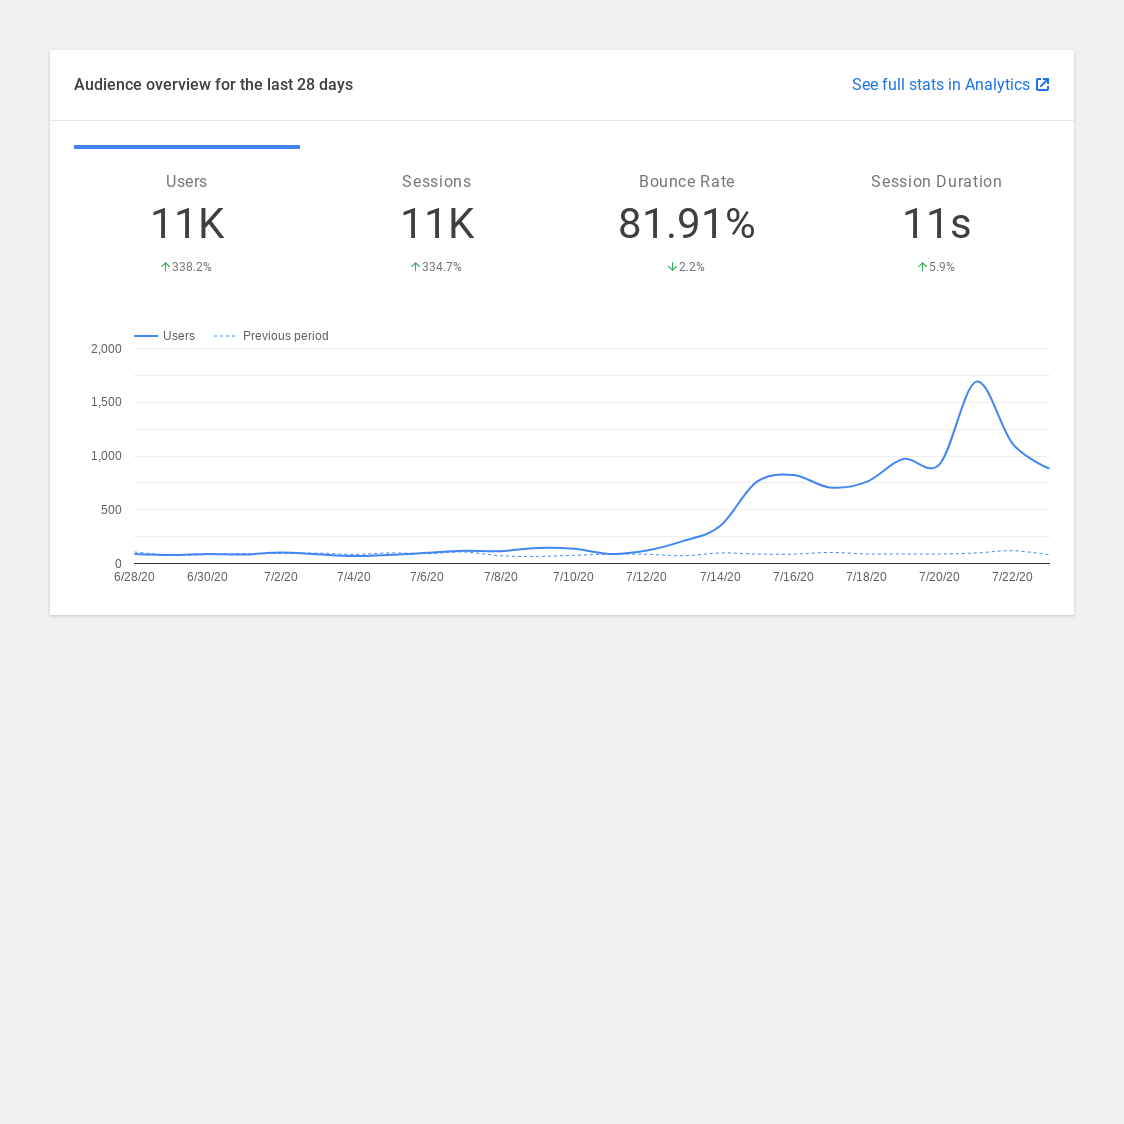 Audience overview for the last 28 days
See full stats in Analytics
Users
Sessions
Bounce Rate
Session Duration
11K
11K
81.91%
11s
↑338.2%
↑334.7%
↓2.2%
↑5.9%
Users
Previous period
2,000
1,500
1,000
500
0
6/28/20
6/30/20
7/2/20
7/4/20
7/6/20
7/8/20
7/10/20
7/12/20
7/14/20
7/16/20
7/18/20
7/20/20
7/22/20